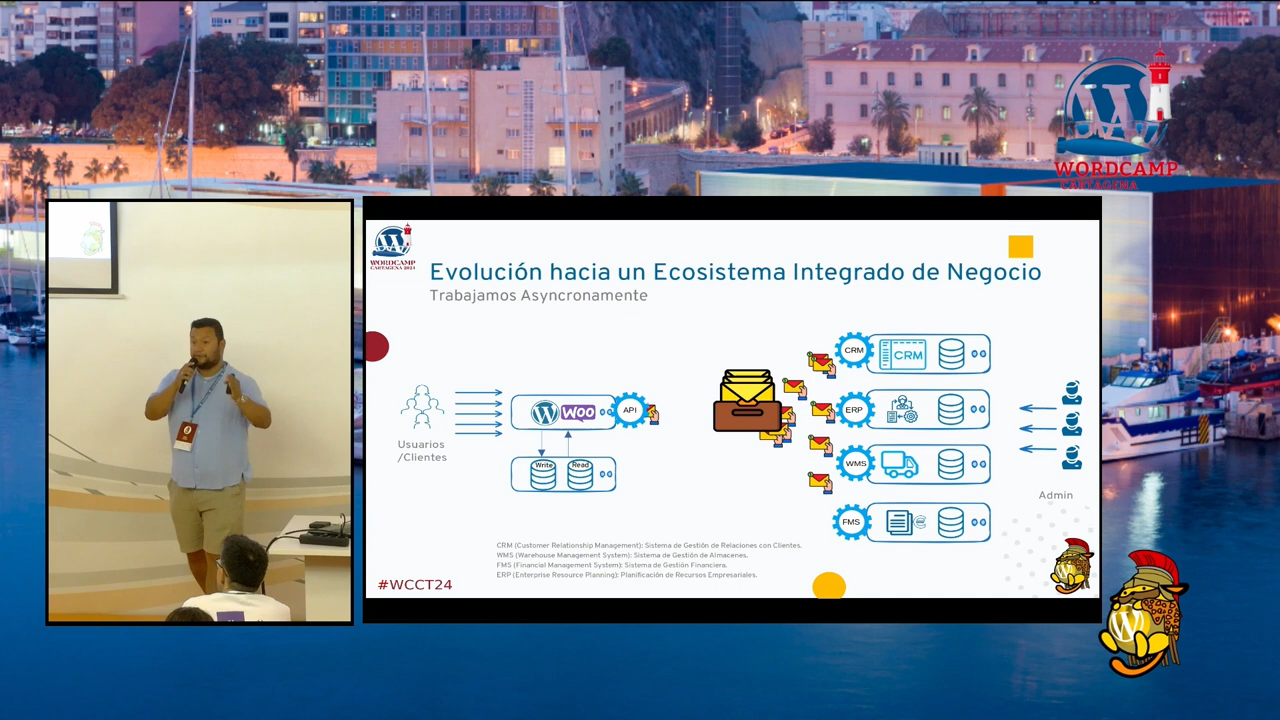 WORDCAMP
CARTAGENA
WORDCAMP
CARTAGENA 2024
Evolución hacia un Ecosistema Integrado de Negocio
Trabajamos Asyncronamente
Usuarios
/Clientes
WOO
API
Write
Read
CRM
CRM
ERP
WMS
FMS
Admin
CRM (Customer Relationship Management): Sistema de Gestión de Relaciones con Clientes.
WMS (Warehouse Management System): Sistema de Gestión de Almacenes.
FMS (Financial Management System): Sistema de Gestión Financiera.
ERP (Enterprise Resource Planning): Planificación de Recursos Empresariales.
#WCCT24